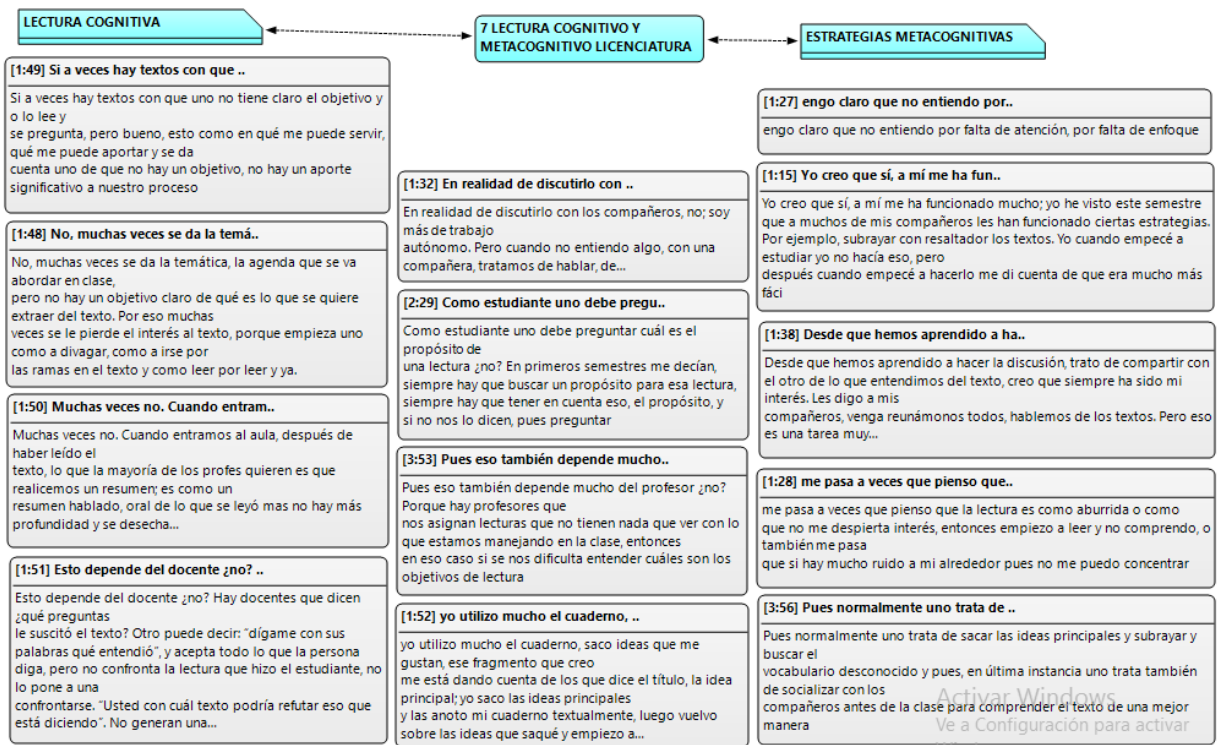 LECTURA COGNITIVA
7 LECTURA COGNITIVO Y
METACOGNITIVO LICENCIATURA
ESTRATEGIAS METACOGNITIVAS
[1:49] Si a veces hay textos con que ..
Si a veces hay textos con que uno no tiene claro el objetivo y
o lo lee y
se pregunta, pero bueno, esto como en qué me puede servir,
qué me puede aportar y se da
cuenta uno de que no hay un objetivo, no hay un aporte
significativo a nuestro proceso
[1:48] No, muchas veces se da la temá..
No, muchas veces se da la temática, la agenda que se va
abordar en clase,
pero no hay un objetivo claro de qué es lo que se quiere
extraer del texto. Por eso muchas
veces se le pierde el interés al texto, porque empieza uno
como a divagar, como a irse por
las ramas en el texto y como leer por leer y ya.
[1:50] Muchas veces no. Cuando entram..
Muchas veces no. Cuando entramos al aula, después de
haber leído el
texto, lo que la mayoría de los profes quieren es que
realicemos un resumen; es como un
resumen hablado, oral de lo que se leyó mas no hay más
profundidad y se desecha...
[1:51] Esto depende del docente ¿no? ..
Esto depende del docente ¿no? Hay docentes que dicen
¿qué preguntas
le suscitó el texto? Otro puede decir: "dígame con sus
palabras qué entendió", y acepta todo lo que la persona
diga, pero no confronta la lectura que hizo el estudiante, no
lo pone a una
confrontarse. "Usted con cuál texto podría refutar eso que
está diciendo". No generan una...
[1:32] En realidad de discutirlo con ..
En realidad de discutirlo con los compañeros, no; soy
más de trabajo
autónomo. Pero cuando no entiendo algo, con una
compañera, tratamos de hablar, de...
[2:29] Como estudiante uno debe pregu..
Como estudiante uno debe preguntar cuál es el
propósito de
una lectura ¿no? En primeros semestres me decían,
siempre hay que buscar un propósito para esa lectura,
siempre hay que tener en cuenta eso, el propósito, y
si no nos lo dicen, pues preguntar
[3:53] Pues eso también depende mucho..
Pues eso también depende mucho del profesor ¿no?
Porque hay profesores que
nos asignan lecturas que no tienen nada que ver con lo
que estamos manejando en la clase, entonces
en eso caso si se nos dificulta entender cuáles son los
objetivos de lectura
[1:52] yo utilizo mucho el cuaderno, ..
yo utilizo mucho el cuaderno, saco ideas que me
gustan, ese fragmento que creo
me está dando cuenta de los que dice el título, la idea
principal; yo saco las ideas principales
y las anoto mi cuaderno textualmente, luego vuelvo
sobre las ideas que saqué y empiezo a...
[1:27] engo claro que no entiendo por..
engo claro que no entiendo por falta de atención, por falta de enfoque
[1:15] Yo creo que sí, a mí me ha fun..
Yo creo que sí, a mí me ha funcionado mucho; yo he visto este semestre
que a muchos de mis compañeros les han funcionado ciertas estrategias.
Por ejemplo, subrayar con resaltador los textos. Yo cuando empecé a
estudiar yo no hacía eso, pero
después cuando empecé a hacerlo me di cuenta de que era mucho más
fáci
[1:38] Desde que hemos aprendido a ha..
Desde que hemos aprendido a hacer la discusión, trato de compartir con
el otro de lo que entendimos del texto, creo que siempre ha sido mi
interés. Les digo a mis
compañeros, venga reunámonos todos, hablemos de los textos. Pero eso
es una tarea muy...
[1:28] me pasa a veces que pienso que..
me pasa a veces que pienso que la lectura es como aburrida o como
que no me despierta interés, entonces empiezo a leer y no comprendo, o
también me pasa
que si hay mucho ruido a mi alrededor pues no me puedo concentrar
[3:56] Pues normalmente uno trata de ..
Pues normalmente uno trata de sacar las ideas principales y subrayar y
buscar el
vocabulario desconocido y pues, en última instancia uno trata también
de socializar con los
compañeros antes de la clase para comprender el texto de una mejor
manera
Activar Windows
Ve a Configuración para activar